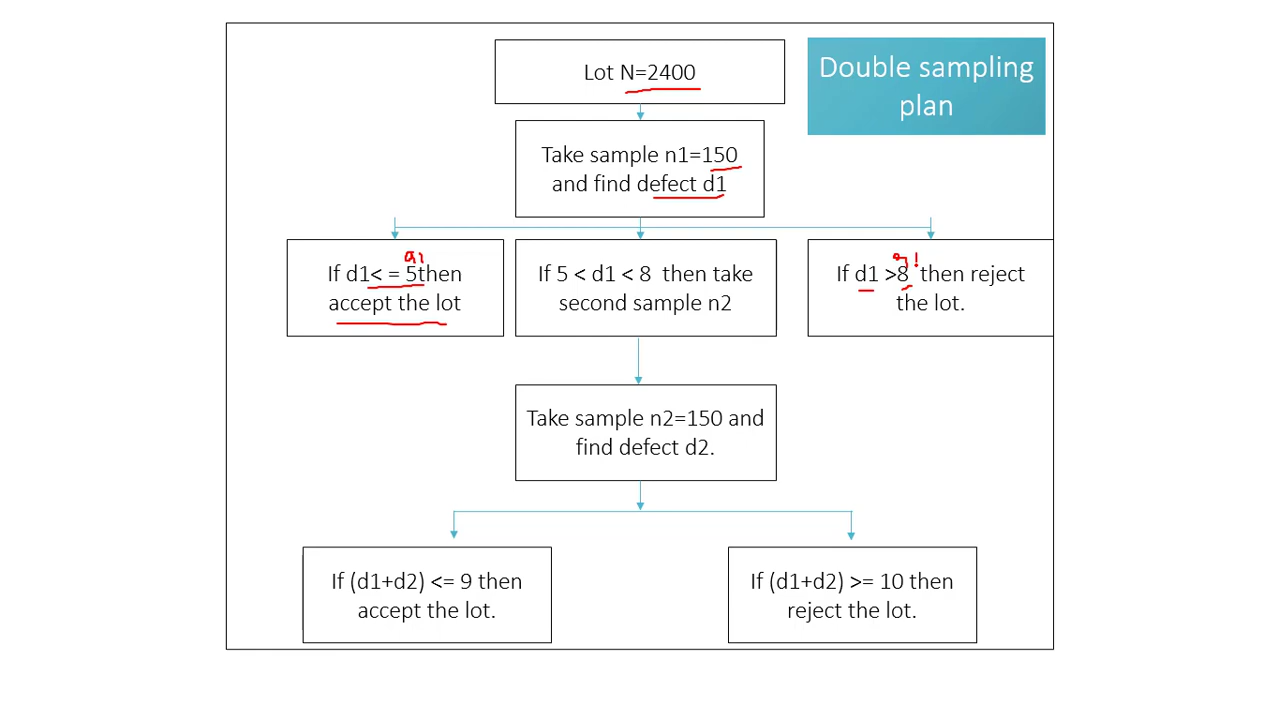 Double sampling
plan
Lot N=2400
Take sample n1=150
and find defect d1
a1
If d1< = 5then
accept the lot
If 5 < d1 < 8 then take
second sample n2
If d1 >8 then reject
the lot.
Take sample n2=150 and
find defect d2.
If (d1+d2) <= 9 then
accept the lot.
If (d1+d2) >= 10 then
reject the lot.